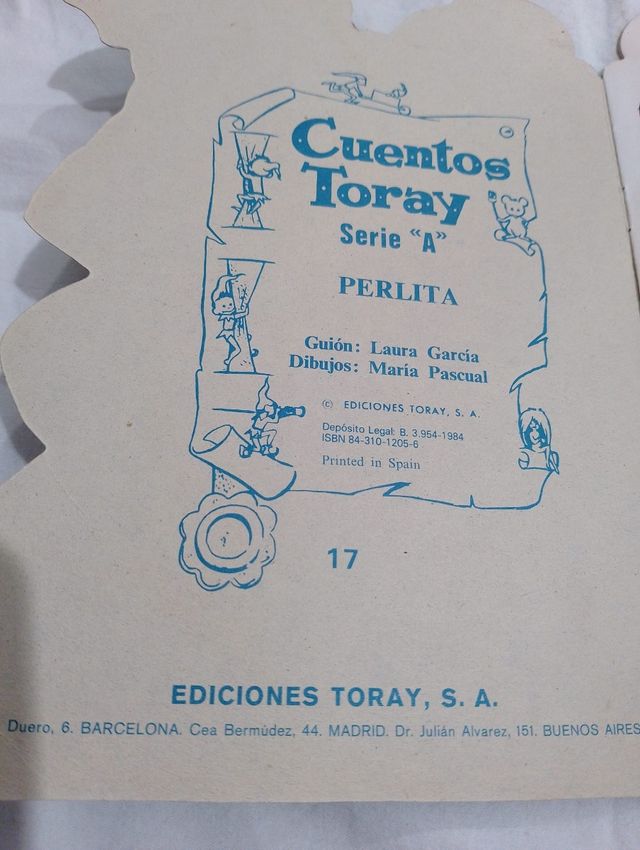 Cuentos
Toray
Serie "A"
PERLITA
Guión: Laura García
Dibujos: María Pascual
© EDICIONES TORAY, S. A.
Depósito Legal: B. 3.954-1984
ISBN 84-310-1205-6
Printed in Spain
17
EDICIONES TORAY, S. A.
Duero, 6. BARCELONA. Cea Bermúdez, 44. MADRID. Dr. Julián Alvarez, 151. BUENOS AIRES